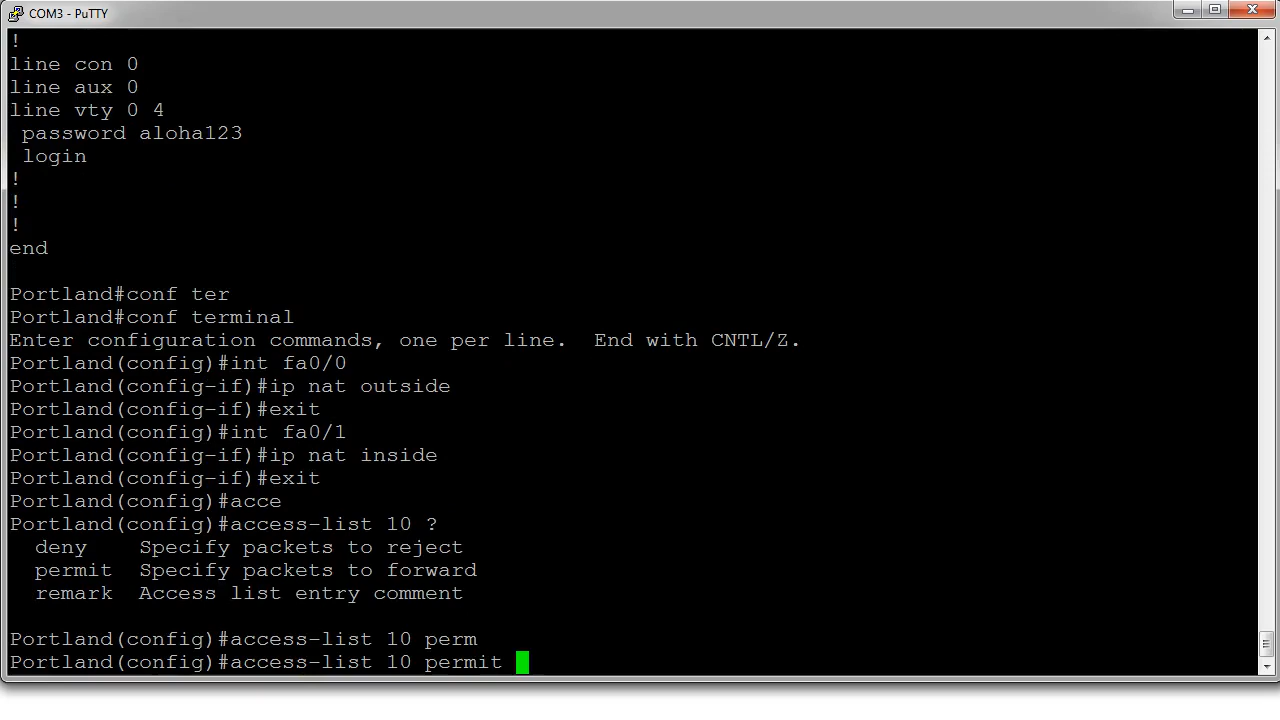 COM3 - PuTTY
!
line con 0
line aux 0
line vty 0 4
 password aloha123
 login
!
!
!
end
Portland#conf ter
Portland#conf terminal
Enter configuration commands, one per line.  End with CNTL/Z.
Portland(config)#int fa0/0
Portland(config-if)#ip nat outside
Portland(config-if)#exit
Portland(config)#int fa0/1
Portland(config-if)#ip nat inside
Portland(config-if)#exit
Portland(config)#acce
Portland(config)#access-list 10 ?
  deny    Specify packets to reject
  permit  Specify packets to forward
  remark  Access list entry comment
Portland(config)#access-list 10 perm
Portland(config)#access-list 10 permit